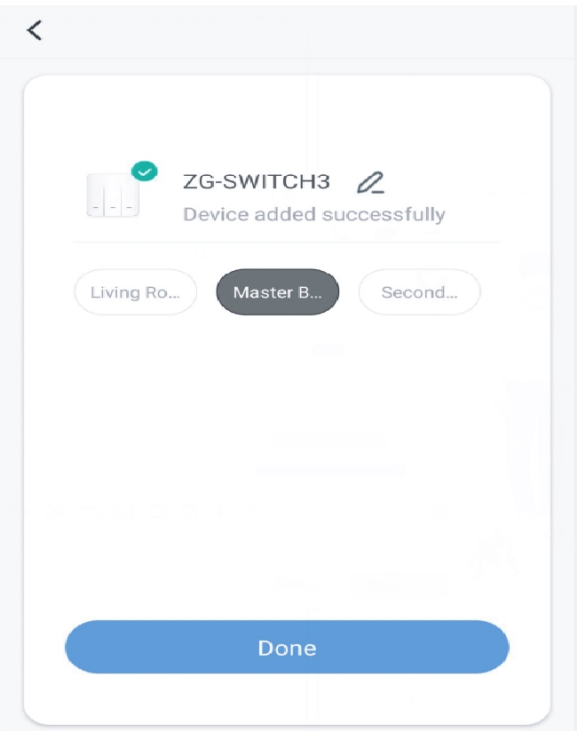 ZG-SWITCH3
Device added successfully
Living Ro... Master B... Second...
Done